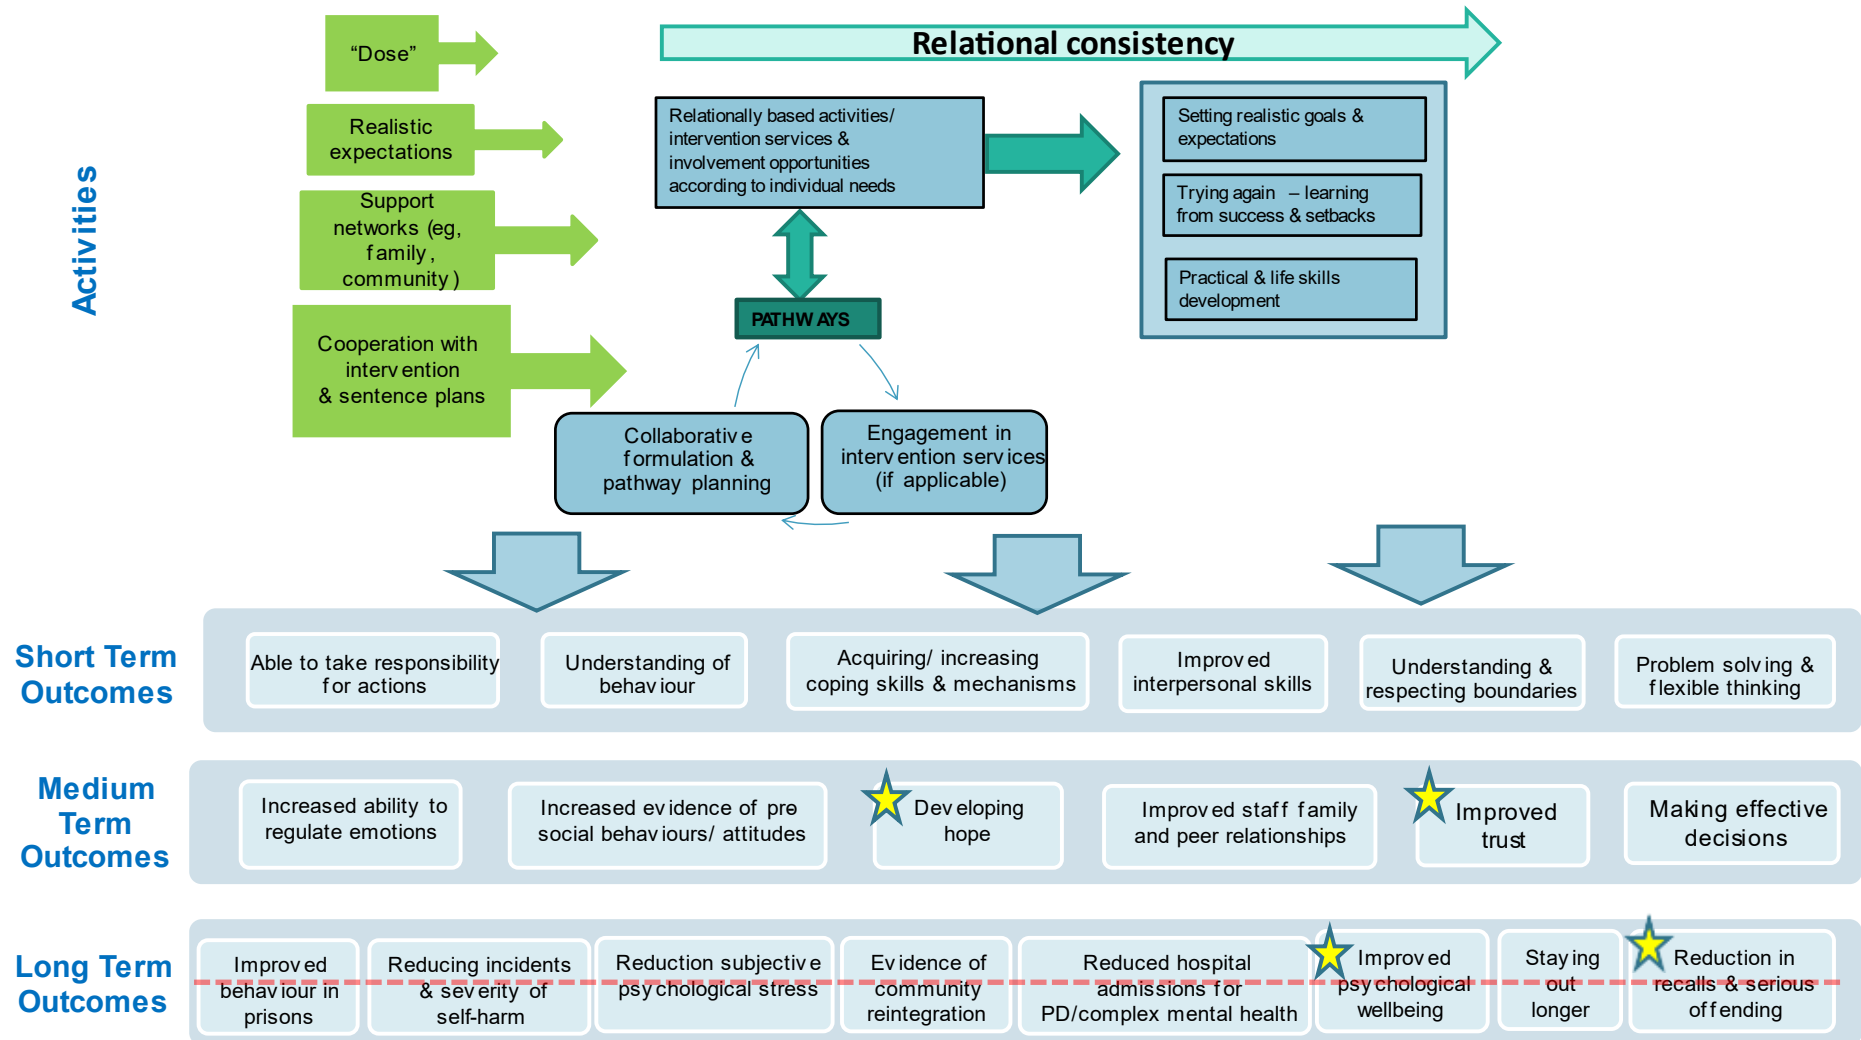 “Dose”
Relational consistency
Realistic
expectations
Support
networks (eg,
family,
community)
Cooperation with
intervention
& sentence plans
Activities
Relationally based activities/
intervention services &
involvement opportunities
according to individual needs
Setting realistic goals &
expectations
Trying again – learning
from success & setbacks
Practical & life skills
development
PATHWAYS
Collaborative
formulation &
pathway planning
Engagement in
intervention services
(if applicable)
Short Term
Outcomes
Able to take responsibility
for actions
Understanding of
behaviour
Acquiring/ increasing
coping skills & mechanisms
Improved
interpersonal skills
Understanding &
respecting boundaries
Problem solving &
flexible thinking
Medium
Term
Outcomes
Increased ability to
regulate emotions
Increased evidence of pro-
social behaviours/ attitudes
Developing
hope
Improved staff family
and peer relationships
Improved
trust
Making effective
decisions
Long Term
Outcomes
Improved
behaviour in
prisons
Reducing incidents
& severity of
self-harm
Reduction subjective
psychological stress
Evidence of
community
reintegration
Reduced hospital
admissions for
PD/complex mental health
Improved
psychological
wellbeing
Staying
out
longer
Reduction in
recalls & serious
offending